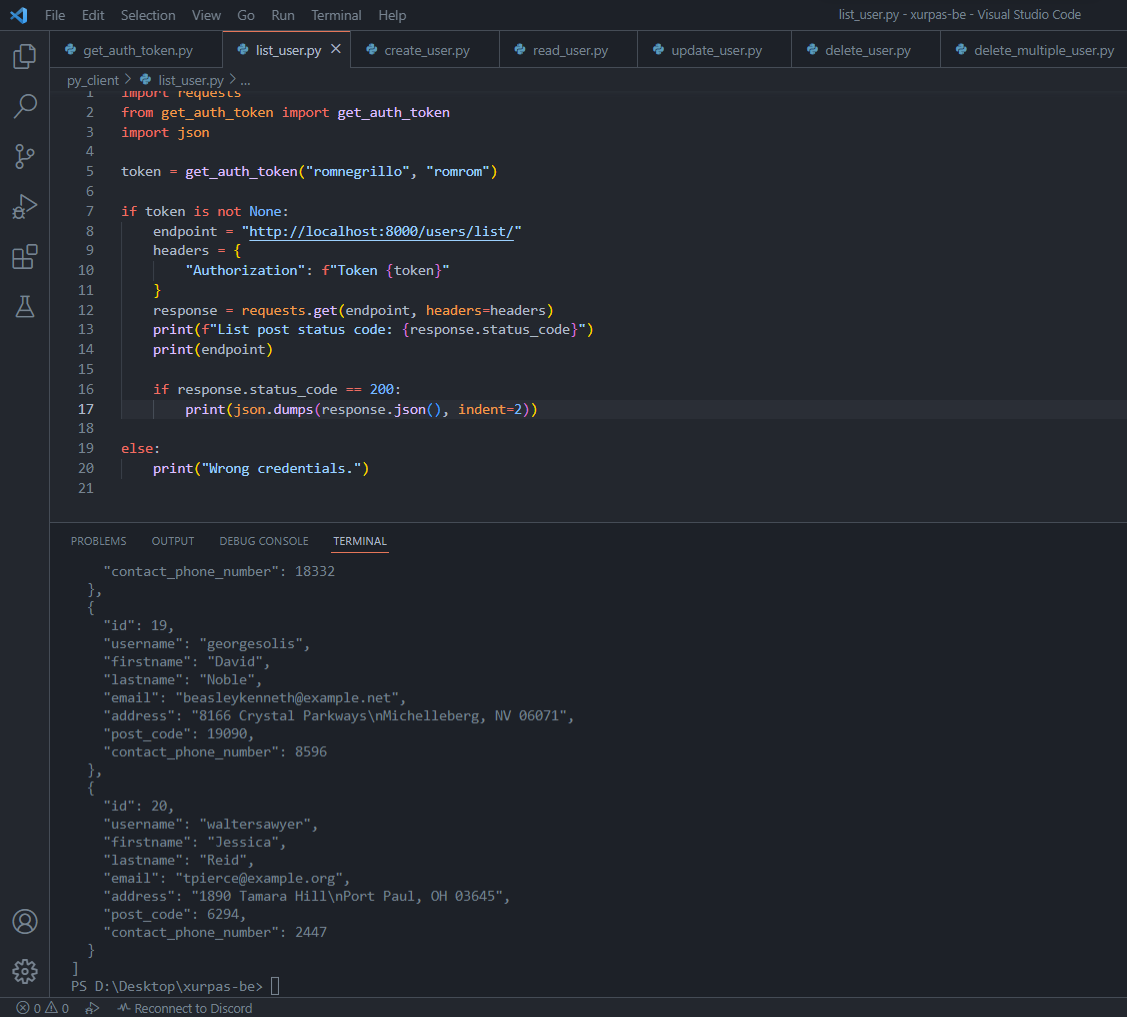 File Edit Selection View Go Run Terminal Help list_user.py - xurpas-be - Visual Studio Code
get_auth_token.py list_user.py create_user.py read_user.py update_user.py delete_user.py delete_multiple_user.py
py_client > list_user.py > ...
1 import requests
2 from get_auth_token import get_auth_token
3 import json
4
5 token = get_auth_token("romnegrillo", "romrom")
6
7 if token is not None:
8     endpoint = "http://localhost:8000/users/list/"
9     headers = {
10         "Authorization": f"Token {token}"
11     }
12     response = requests.get(endpoint, headers=headers)
13     print(f"List post status code: {response.status_code}")
14     print(endpoint)
15
16     if response.status_code == 200:
17         print(json.dumps(response.json(), indent=2))
18
19 else:
20     print("Wrong credentials.")
21
PROBLEMS OUTPUT DEBUG CONSOLE TERMINAL
    "contact_phone_number": 18332
  },
  {
    "id": 19,
    "username": "georgesolis",
    "firstname": "David",
    "lastname": "Noble",
    "email": "beasleykenneth@example.net",
    "address": "8166 Crystal Parkways\nMichelleberg, NV 06071",
    "post_code": 19090,
    "contact_phone_number": 8596
  },
  {
    "id": 20,
    "username": "waltersawyer",
    "firstname": "Jessica",
    "lastname": "Reid",
    "email": "tpierce@example.org",
    "address": "1890 Tamara Hill\nPort Paul, OH 03645",
    "post_code": 6294,
    "contact_phone_number": 2447
  }
]
PS D:\Desktop\xurpas-be>
0 0 Reconnect to Discord